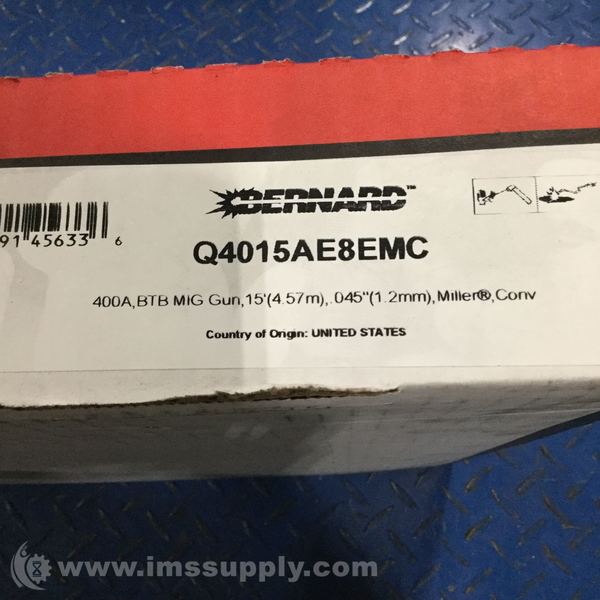 BERNARD™
91 45633 6
Q4015AE8EMC
400A,BTB MIG Gun,15'(4.57m),.045"(1.2mm),Miller®,Conv
Country of Origin: UNITED STATES
www.imssupply.com